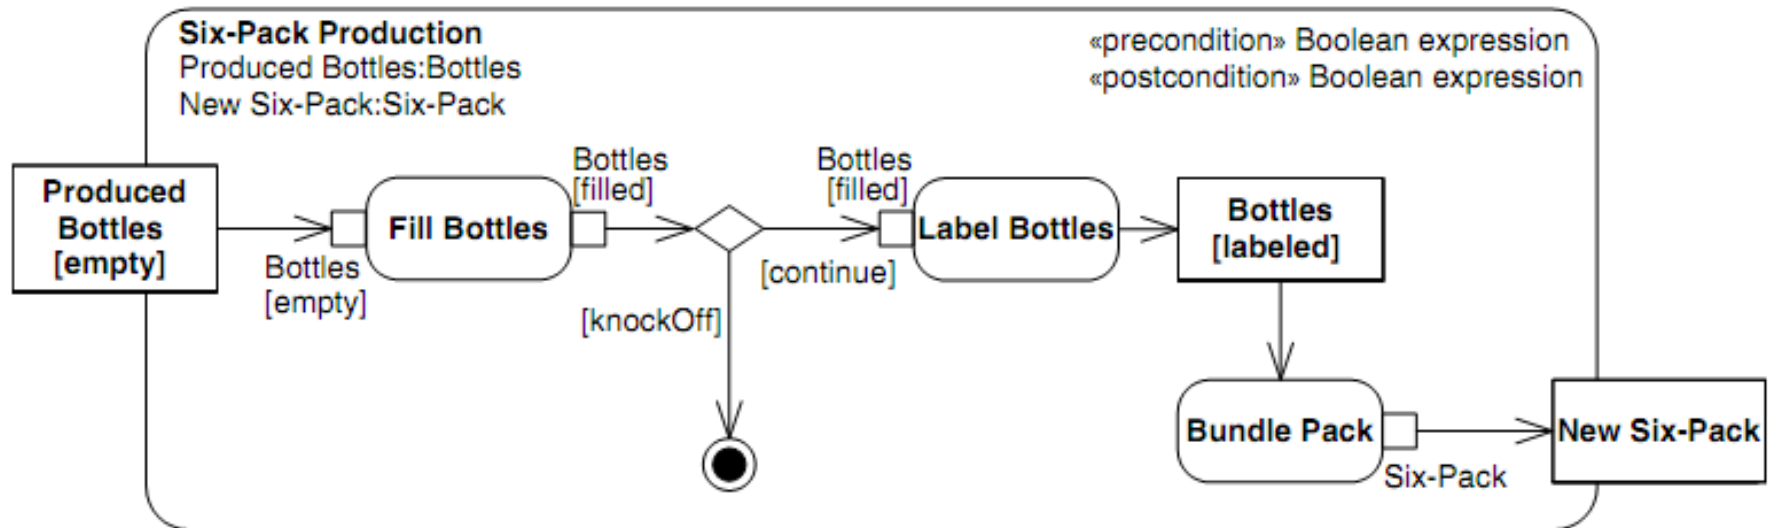 Six-Pack Production
Produced Bottles:Bottles
New Six-Pack:Six-Pack
«precondition» Boolean expression
«postcondition» Boolean expression
Produced
Bottles
[empty]
Bottles
[empty]
Fill Bottles
Bottles
[filled]
[knockOff]
[continue]
Bottles
[filled]
Label Bottles
Bottles
[labeled]
Bundle Pack
Six-Pack
New Six-Pack